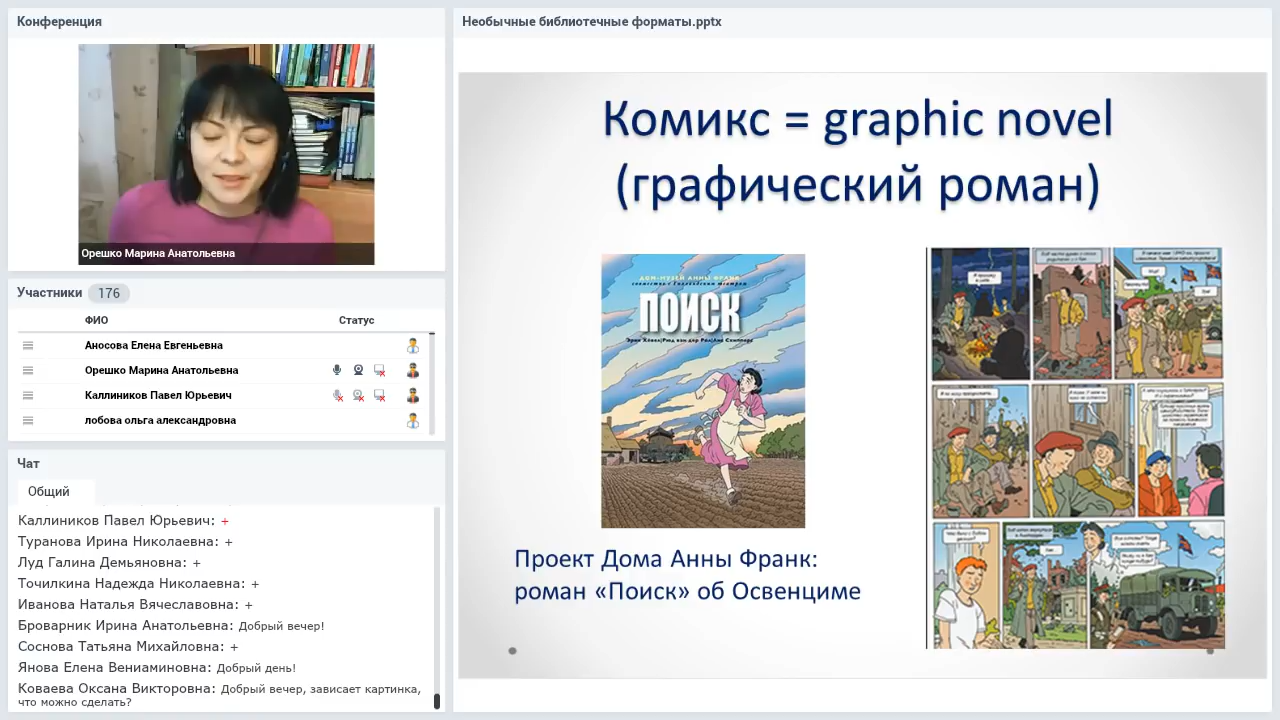 Конференция
Орешко Марина Анатольевна
Участники 176
ФИО Статус
Аносова Елена Евгеньевна
Орешко Марина Анатольевна
Каллиников Павел Юрьевич
лобова ольга александровна
Чат
Общий
Каллиников Павел Юрьевич: +
Туранова Ирина Николаевна: +
Луд Галина Демьяновна: +
Точилкина Надежда Николаевна: +
Иванова Наталья Вячеславовна: +
Броварник Ирина Анатольевна: Добрый вечер!
Соснова Татьяна Михайловна: +
Янова Елена Вениаминовна: Добрый день!
Коваева Оксана Викторовна: Добрый вечер, зависает картинка,
что можно сделать?
Необычные библиотечные форматы.pptx
Комикс = graphic novel
(графический роман)
ДОМ-МУЗЕЙ АННЫ ФРАНК
ПОИСК
Проект Дома Анны Франк:
роман «Поиск» об Освенциме